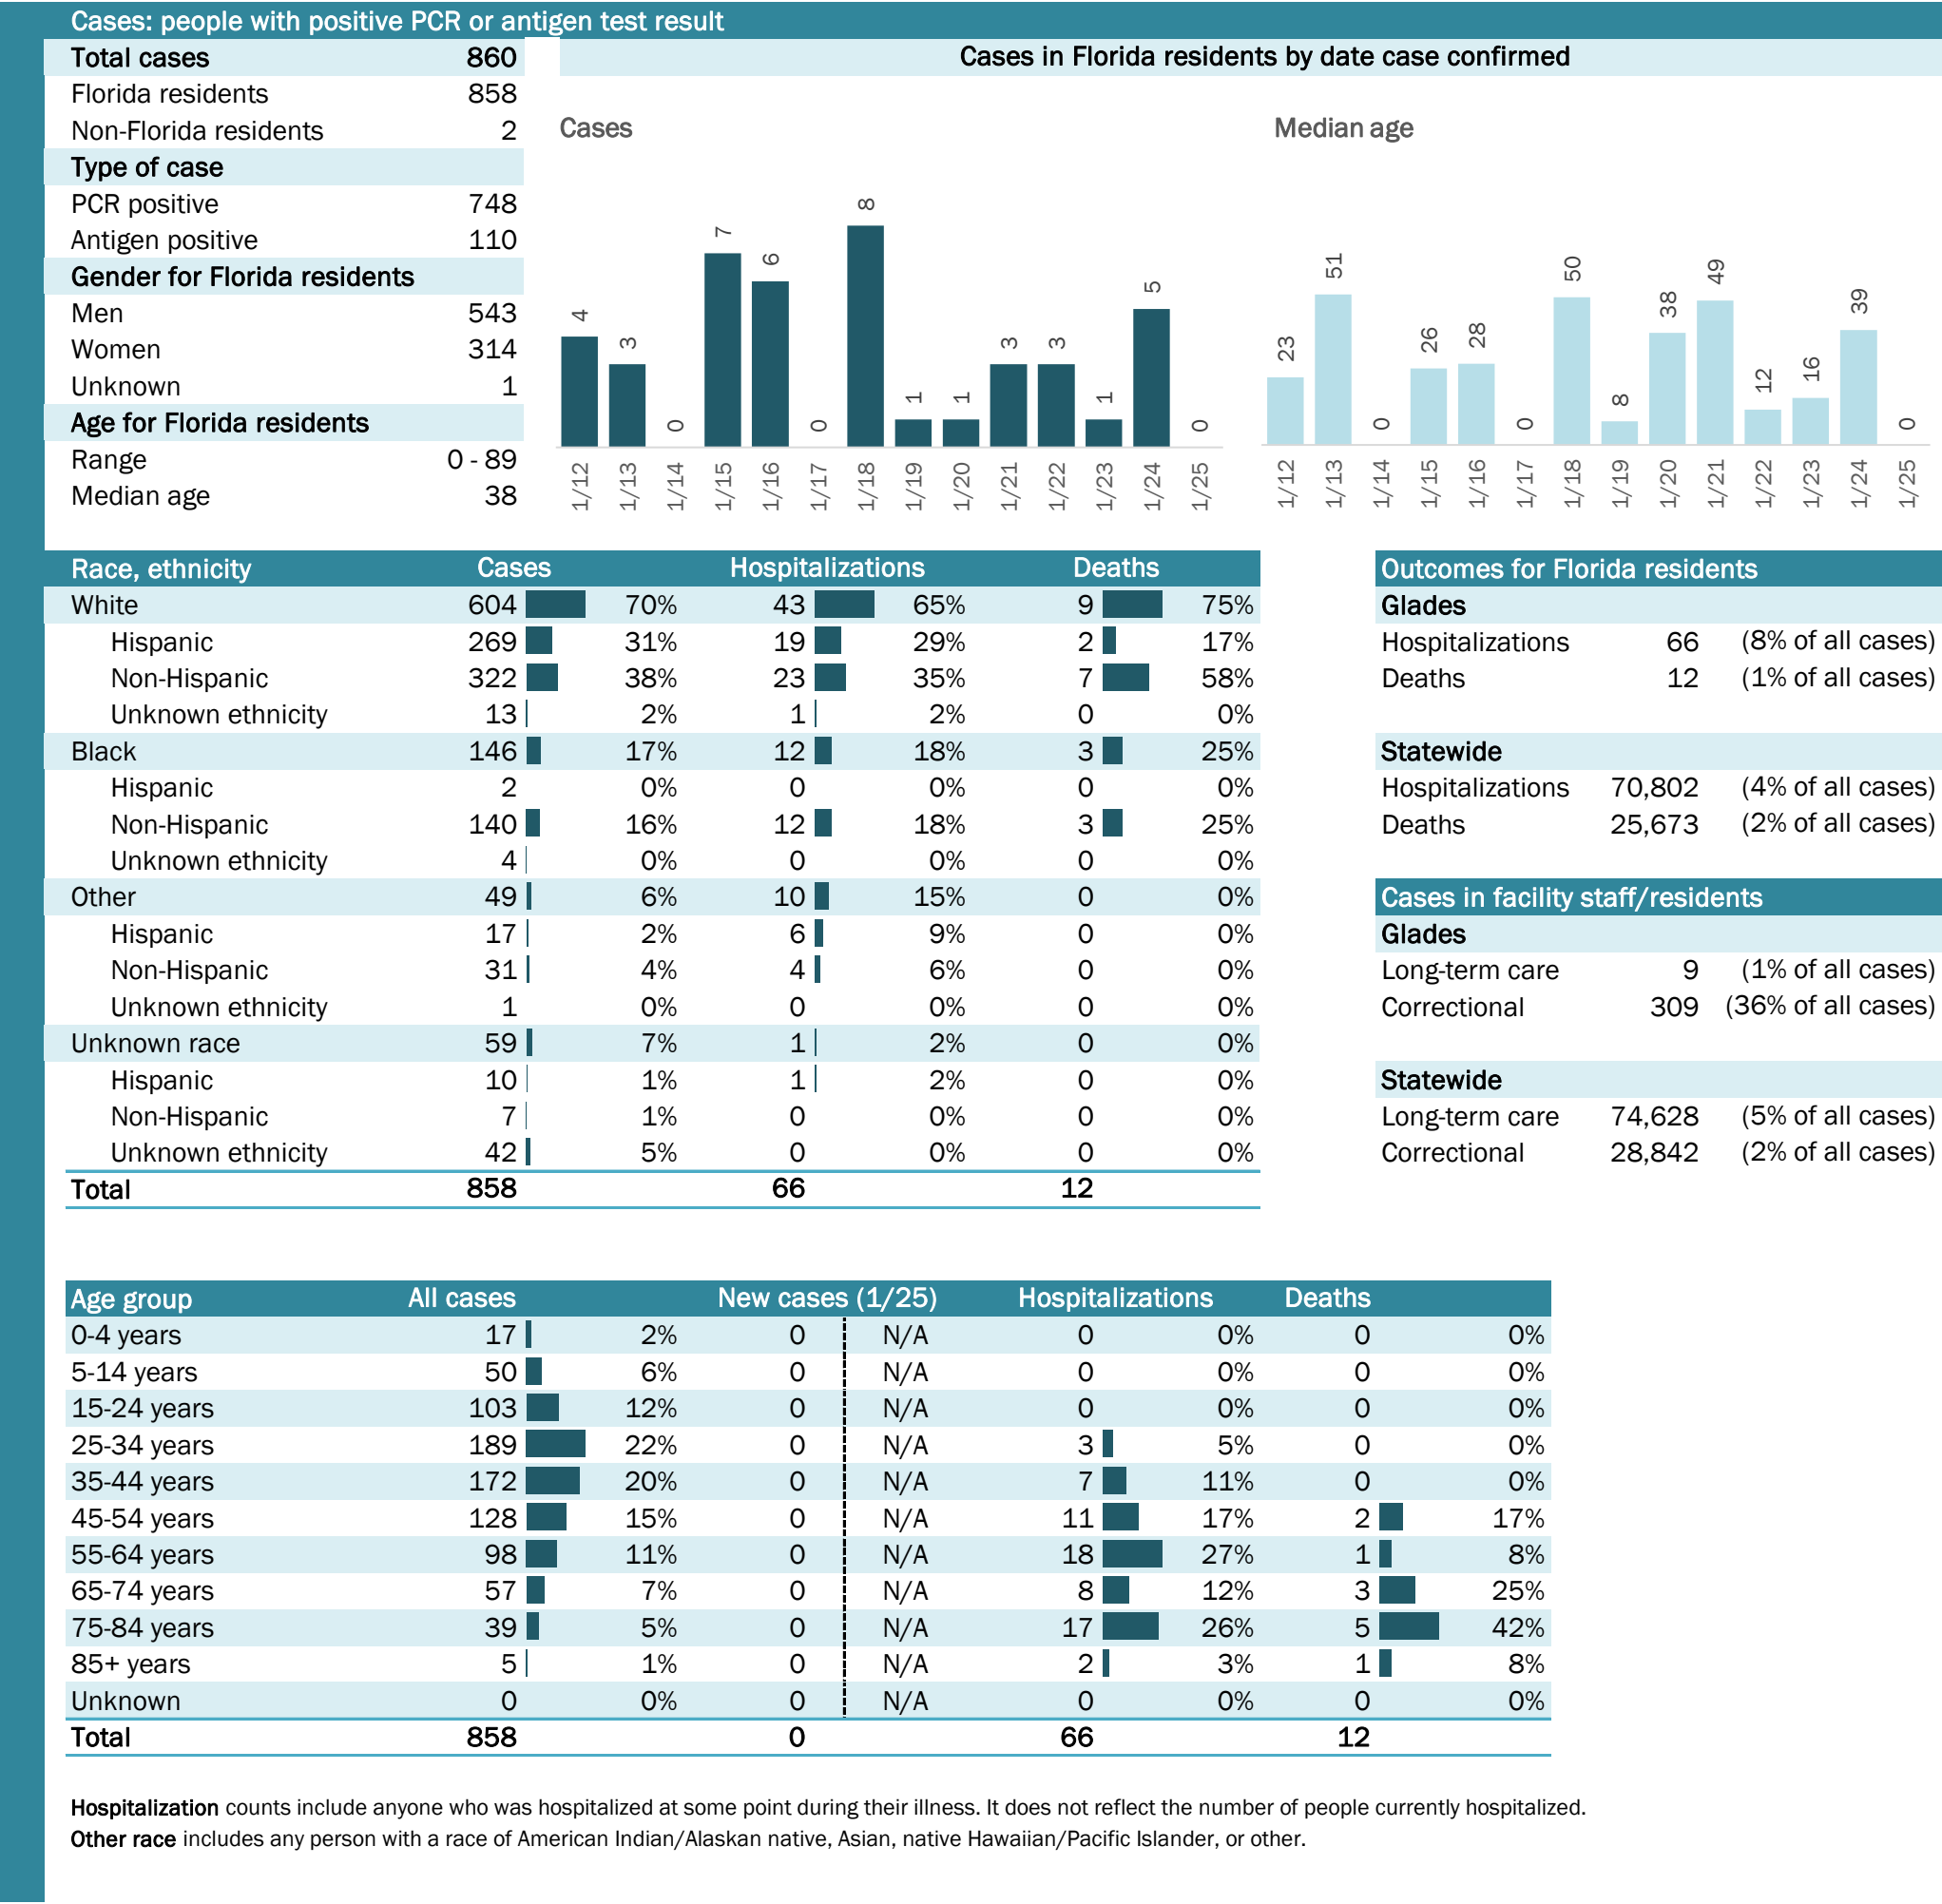 Cases: people with positive PCR or antigen test result
Total cases 860
Florida residents 858
Non-Florida residents 2
Type of case
PCR positive 748
Antigen positive 110
Gender for Florida residents
Men 543
Women 314
Unknown 1
Age for Florida residents
Range 0 - 89
Median age 38
Cases in Florida residents by date case confirmed
Cases
4 3 0 7 6 0 8 1 1 3 3 1 5 0
1/12 1/13 1/14 1/15 1/16 1/17 1/18 1/19 1/20 1/21 1/22 1/23 1/24 1/25
Median age
23 51 0 26 28 0 50 8 38 49 12 16 39 0
1/12 1/13 1/14 1/15 1/16 1/17 1/18 1/19 1/20 1/21 1/22 1/23 1/24 1/25
Race, ethnicity Cases Hospitalizations Deaths
White 604 70% 43 65% 9 75%
Hispanic 269 31% 19 29% 2 17%
Non-Hispanic 322 38% 23 35% 7 58%
Unknown ethnicity 13 2% 1 2% 0 0%
Black 146 17% 12 18% 3 25%
Hispanic 2 0% 0 0% 0 0%
Non-Hispanic 140 16% 12 18% 3 25%
Unknown ethnicity 4 0% 0 0% 0 0%
Other 49 6% 10 15% 0 0%
Hispanic 17 2% 6 9% 0 0%
Non-Hispanic 31 4% 4 6% 0 0%
Unknown ethnicity 1 0% 0 0% 0 0%
Unknown race 59 7% 1 2% 0 0%
Hispanic 10 1% 1 2% 0 0%
Non-Hispanic 7 1% 0 0% 0 0%
Unknown ethnicity 42 5% 0 0% 0 0%
Total 858 66 12
Outcomes for Florida residents
Glades
Hospitalizations 66 (8% of all cases)
Deaths 12 (1% of all cases)
Statewide
Hospitalizations 70,802 (4% of all cases)
Deaths 25,673 (2% of all cases)
Cases in facility staff/residents
Glades
Long-term care 9 (1% of all cases)
Correctional 309 (36% of all cases)
Statewide
Long-term care 74,628 (5% of all cases)
Correctional 28,842 (2% of all cases)
Age group All cases New cases (1/25) Hospitalizations Deaths
0-4 years 17 2% 0 N/A 0 0% 0 0%
5-14 years 50 6% 0 N/A 0 0% 0 0%
15-24 years 103 12% 0 N/A 0 0% 0 0%
25-34 years 189 22% 0 N/A 3 5% 0 0%
35-44 years 172 20% 0 N/A 7 11% 0 0%
45-54 years 128 15% 0 N/A 11 17% 2 17%
55-64 years 98 11% 0 N/A 18 27% 1 8%
65-74 years 57 7% 0 N/A 8 12% 3 25%
75-84 years 39 5% 0 N/A 17 26% 5 42%
85+ years 5 1% 0 N/A 2 3% 1 8%
Unknown 0 0% 0 N/A 0 0% 0 0%
Total 858 0 66 12
Hospitalization counts include anyone who was hospitalized at some point during their illness. It does not reflect the number of people currently hospitalized.
Other race includes any person with a race of American Indian/Alaskan native, Asian, native Hawaiian/Pacific Islander, or other.